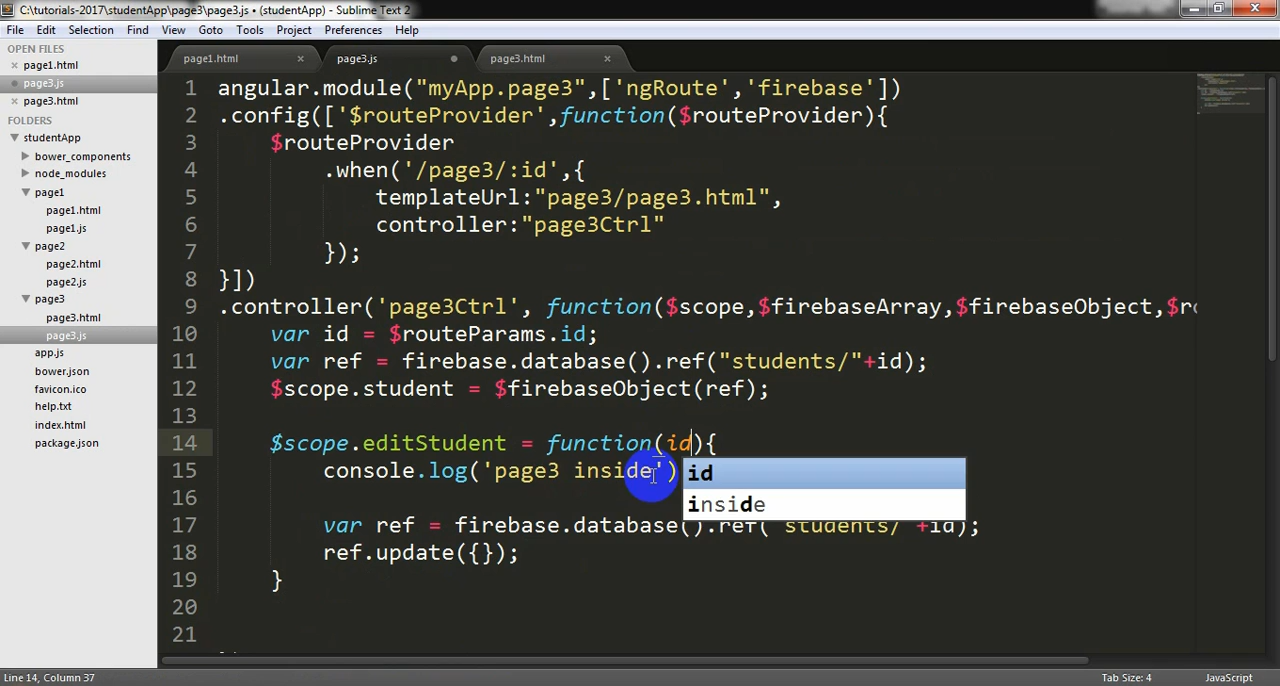 C:\tutorials-2017\studentApp\page3\page3.js • (studentApp) - Sublime Text 2
File Edit Selection Find View Goto Tools Project Preferences Help
OPEN FILES
page1.html
page3.js
page3.html
FOLDERS
studentApp
bower_components
node_modules
page1
page1.html
page1.js
page2
page2.html
page2.js
page3
page3.html
page3.js
app.js
bower.json
favicon.ico
help.txt
index.html
package.json
page1.html page3.js page3.html
1 angular.module("myApp.page3",['ngRoute','firebase'])
2 .config(['$routeProvider',function($routeProvider){
3 $routeProvider
4 .when('/page3/:id',{
5 templateUrl:"page3/page3.html",
6 controller:"page3Ctrl"
7 });
8 }])
9 .controller('page3Ctrl', function($scope,$firebaseArray,$firebaseObject,$ro
10 var id = $routeParams.id;
11 var ref = firebase.database().ref("students/"+id);
12 $scope.student = $firebaseObject(ref);
13
14 $scope.editStudent = function(id){
15 console.log('page3 inside')
id
inside
16
17 var ref = firebase.database().ref("students/"+id);
18 ref.update({});
19 }
20
21
Line 14, Column 37
Tab Size: 4
JavaScript